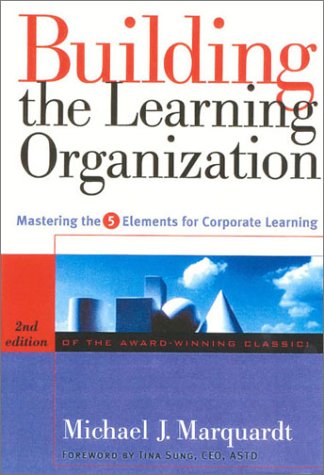 Building
the Learning
Organization
Mastering the 5 Elements for Corporate Learning
2nd
edition
OF THE AWARD-WINNING CLASSIC!
Michael J. Marquardt
FOREWORD BY TINA SUNG, CEO, ASTD